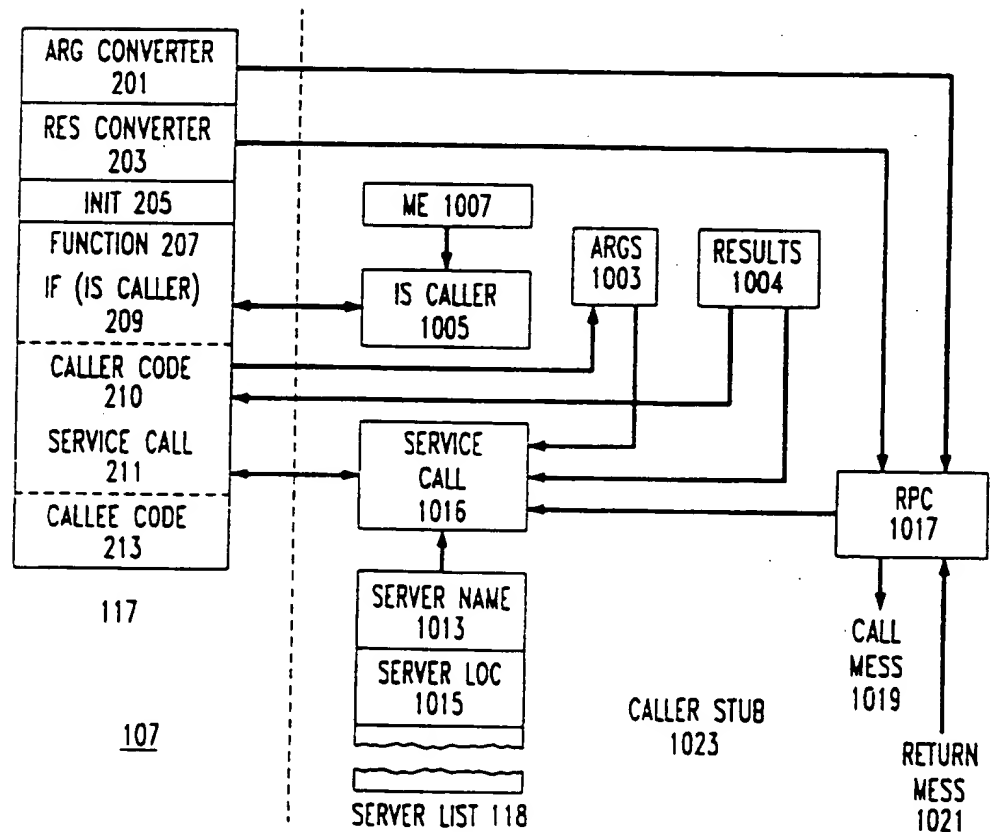 ARG CONVERTER
201
RES CONVERTER
203
INIT 205
FUNCTION 207
IF (IS CALLER)
209
CALLER CODE
210
SERVICE CALL
211
CALLEE CODE
213
117
107
ME 1007
IS CALLER
1005
ARGS
1003
RESULTS
1004
SERVICE
CALL
1016
SERVER NAME
1013
SERVER LOC
1015
SERVER LIST 118
CALLER STUB
1023
RPC
1017
CALL
MESS
1019
RETURN
MESS
1021